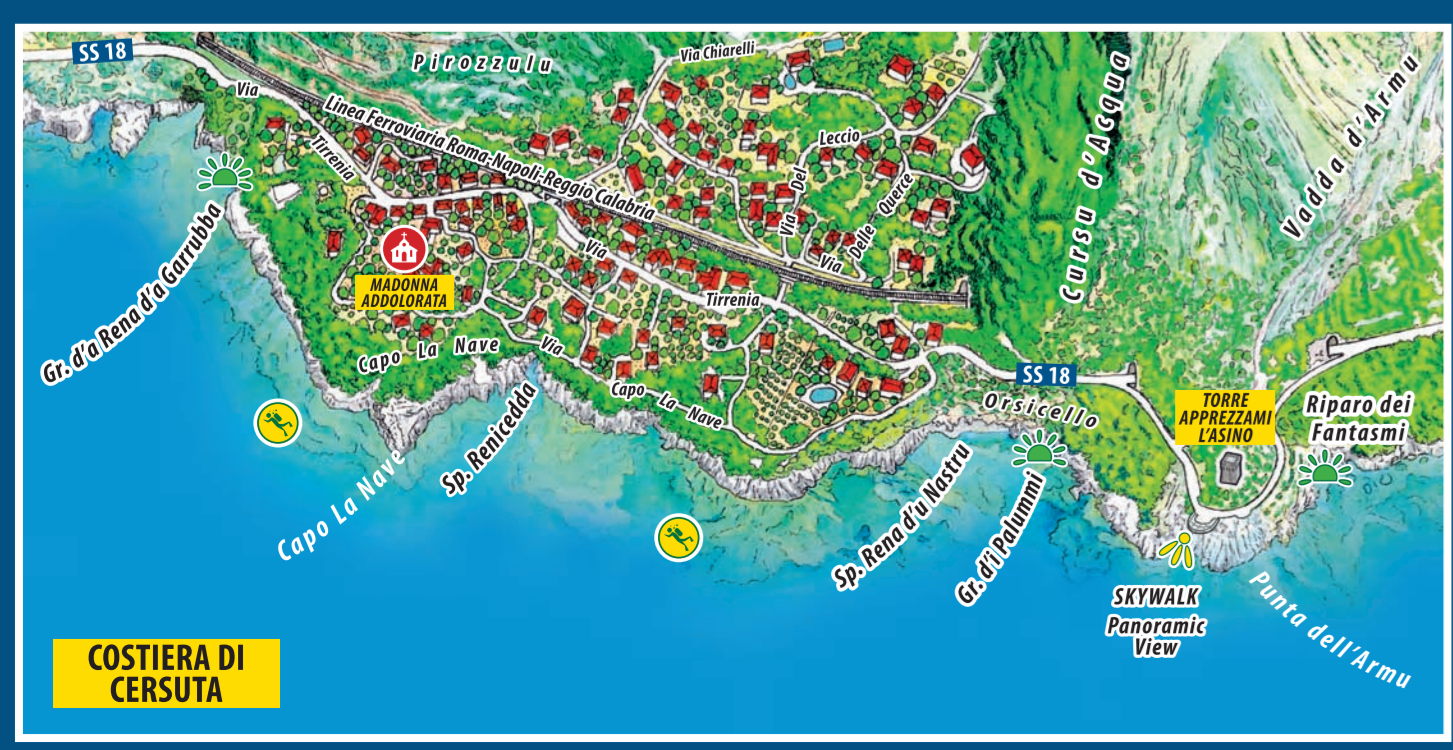 SS 18
Pirozzulu
Via Chiarelli
Via
Tirrenia
Linea Ferroviaria Roma-Napoli-Reggio Calabria
Leccio
Via Del
Querce
Delle
Via
Cursu d'Acqua
Vadda d'Armu
Gr. d'a Rena d'a Garrubba
MADONNA
ADDOLORATA
Via
Tirrenia
Capo La Nave
Via
Capo La Nave
SS 18
Orsicello
TORRE
APPREZZAMI
L'ASINO
Riparo dei
Fantasmi
Capo La Nave
Sp. Renicedda
Sp. Rena d'u Nastru
Gr. d'i Palummi
SKYWALK
Panoramic
View
Punta dell'Armu
COSTIERA DI
CERSUTA